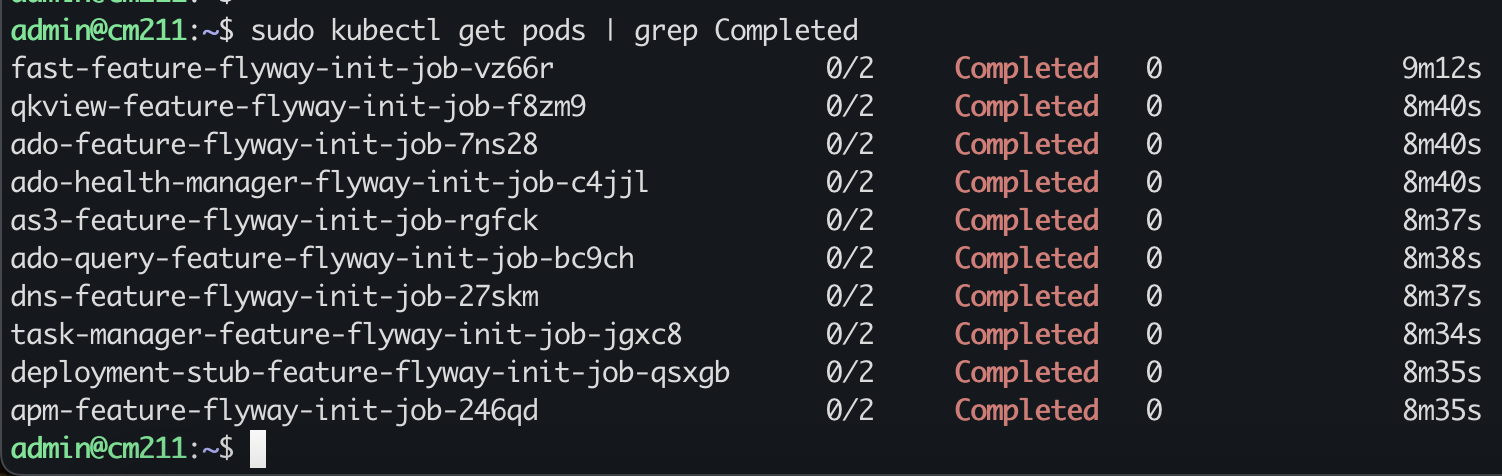 admin@cm211:~$ sudo kubectl get pods | grep Completed
fast-feature-flyway-init-job-vz66r 0/2 Completed 0 9m12s
qkview-feature-flyway-init-job-f8zm9 0/2 Completed 0 8m40s
ado-feature-flyway-init-job-7ns28 0/2 Completed 0 8m40s
ado-health-manager-flyway-init-job-c4jjl 0/2 Completed 0 8m40s
as3-feature-flyway-init-job-rgfck 0/2 Completed 0 8m37s
ado-query-feature-flyway-init-job-bc9ch 0/2 Completed 0 8m38s
dns-feature-flyway-init-job-27skm 0/2 Completed 0 8m37s
task-manager-feature-flyway-init-job-jgxc8 0/2 Completed 0 8m34s
deployment-stub-feature-flyway-init-job-qsxgb 0/2 Completed 0 8m35s
apm-feature-flyway-init-job-246qd 0/2 Completed 0 8m35s
admin@cm211:~$